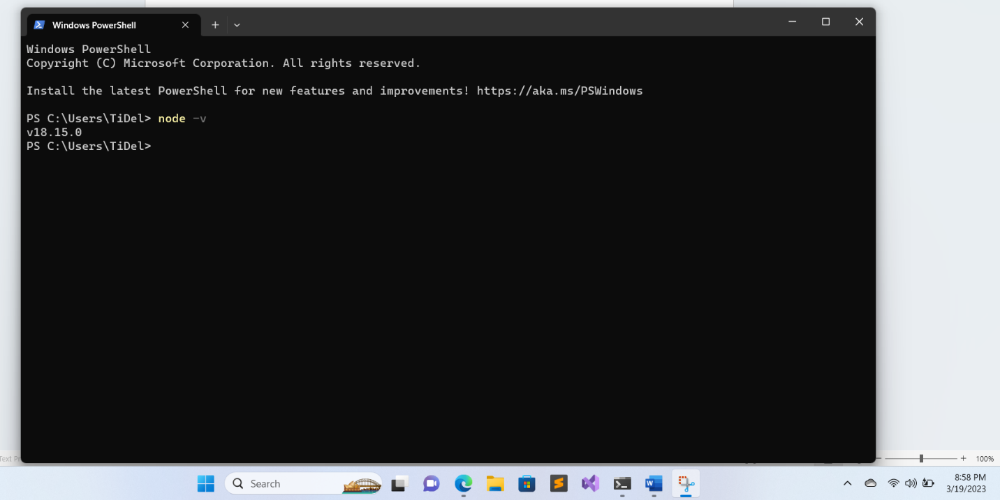 Windows PowerShell
Windows PowerShell
Copyright (C) Microsoft Corporation. All rights reserved.
Install the latest PowerShell for new features and improvements! https://aka.ms/PSWindows
PS C:\Users\TiDel> node -v
v18.15.0
PS C:\Users\TiDel>
Text Pr
100%
Search
8:58 PM
3/19/2023